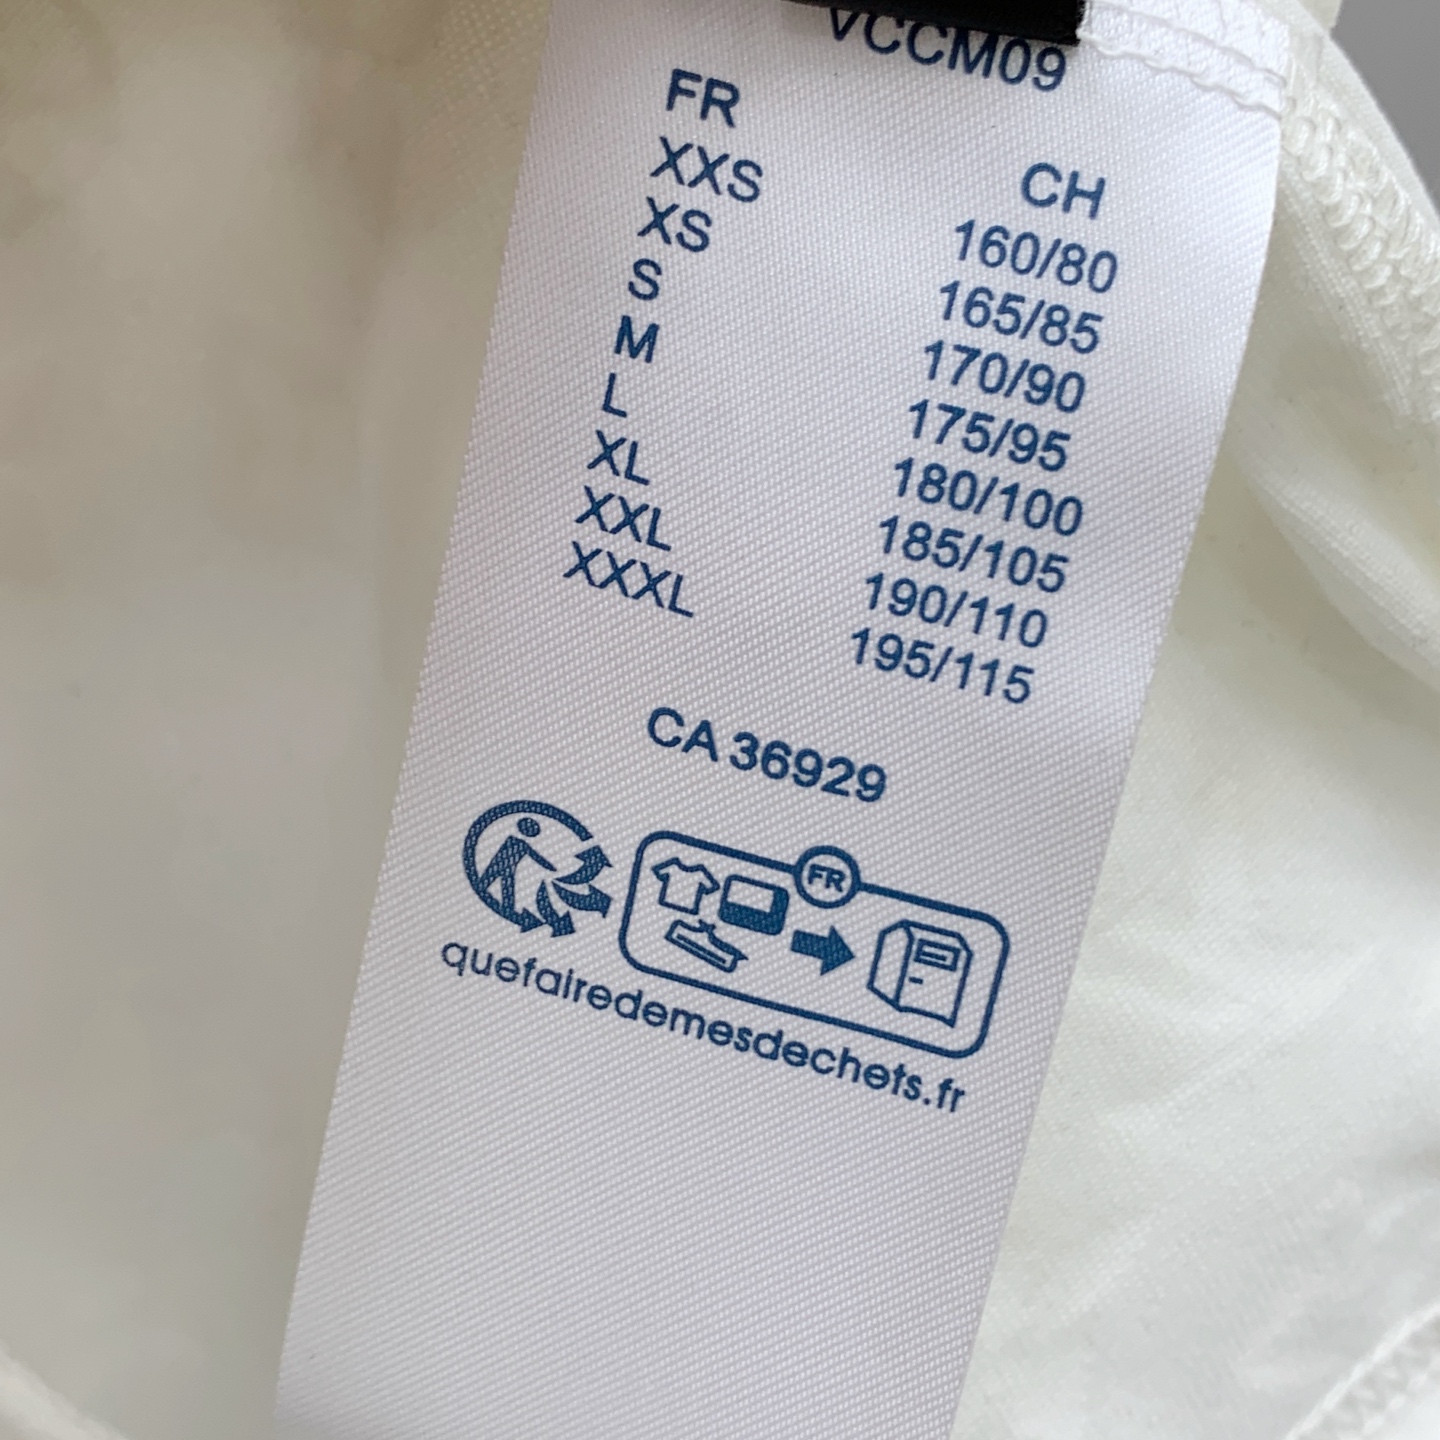 VCCM09
FR CH
XXS 160/80
XS 165/85
S 170/90
M 175/95
L 180/100
XL 185/105
XXL 190/110
XXXL 195/115
CA 36929
FR
quefairedemesdechets.fr